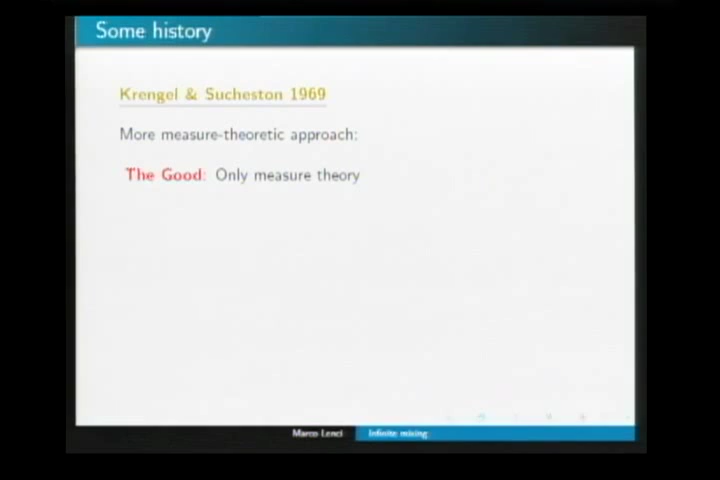 Some history
Krengel & Sucheston 1969
More measure-theoretic approach:
The Good: Only measure theory
Marco Lenci
Infinite mixing